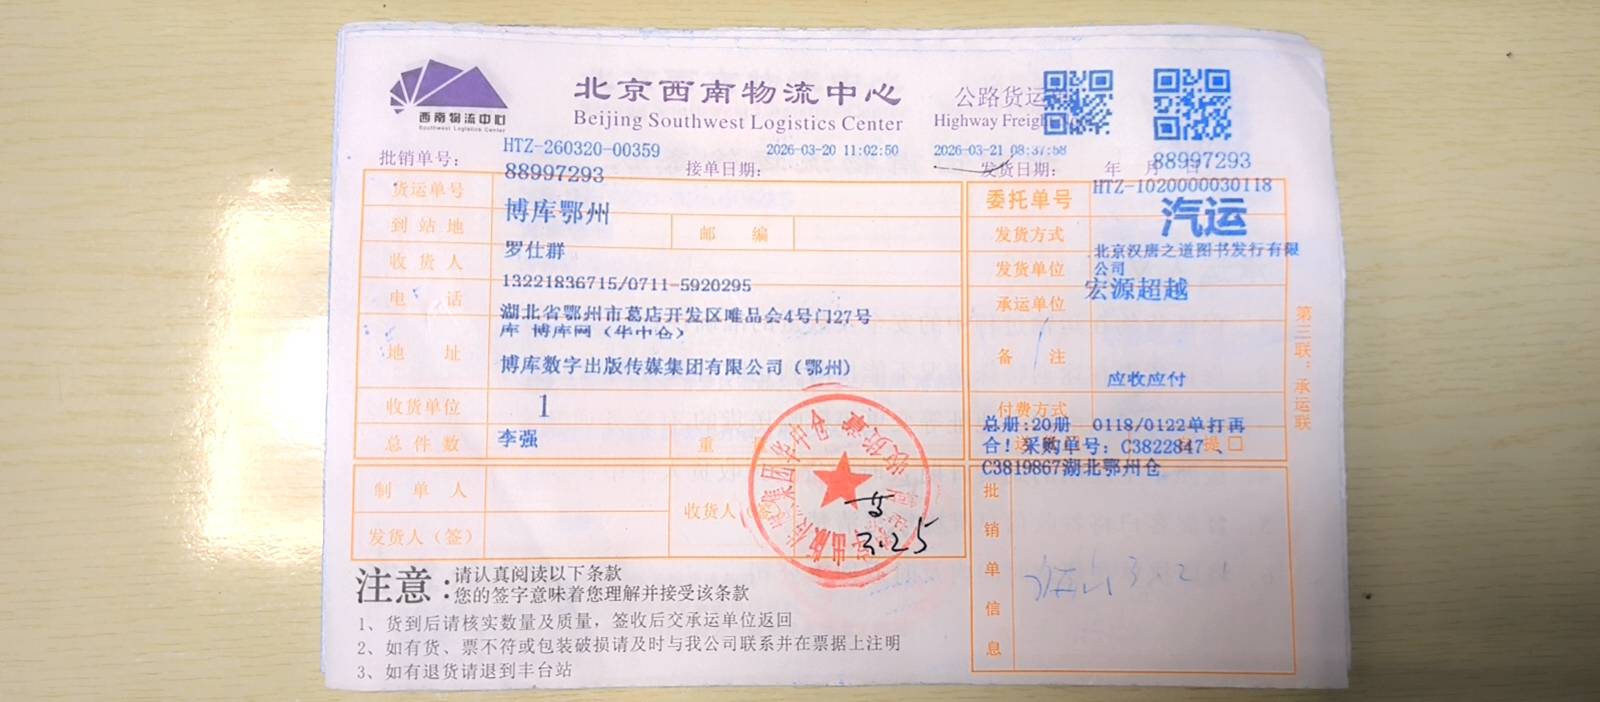 西南物流中心
Southwest Logistics Center
北京西南物流中心
Beijing Southwest Logistics Center
公路货运
Highway Freigh
批销单号:
HTZ-260320-00359
接单日期:
2026-03-20 11:02:50
2026-03-21 08:37:58
发货日期: 年 月 日
88997293
货运单号
88997293
委托单号
HTZ-1020000030118
到站地
博库鄂州
邮 编
发货方式
汽运
收货人
罗仕群
发货单位
北京汉唐之道图书发行有限
公司
电 话
13221836715/0711-5920295
承运单位
宏源超越
地 址
湖北省鄂州市葛店开发区唯品会4号门27号
库 博库网(华中仓)
备 注
收货单位
博库数字出版传媒集团有限公司(鄂州)
应收应付
付费方式
总件数
1
重
李强
总册:20册 0118/0122单打再
合! 采购单号: C3822847、
C3819867湖北鄂州仓
提□
制单人
收货人(签)
发货人(签)
集团华中仓
收货章
3.25
批销单信息
第三联:承运联
注意:
请认真阅读以下条款
您的签字意味着您理解并接受该条款
1、货到后请核实数量及质量，签收后交承运单位返回
2、如有货、票不符或包装破损请及时与我公司联系并在票据上注明
3、如有退货请退到丰台站